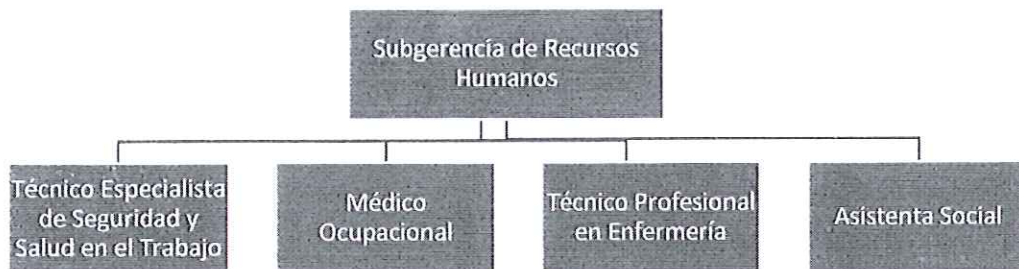 Subgerencia de Recursos
Humanos
Técnico Especialista
de Seguridad y
Salud en el Trabajo
Médico
Ocupacional
Técnico Profesional
en Enfermería
Asistenta Social